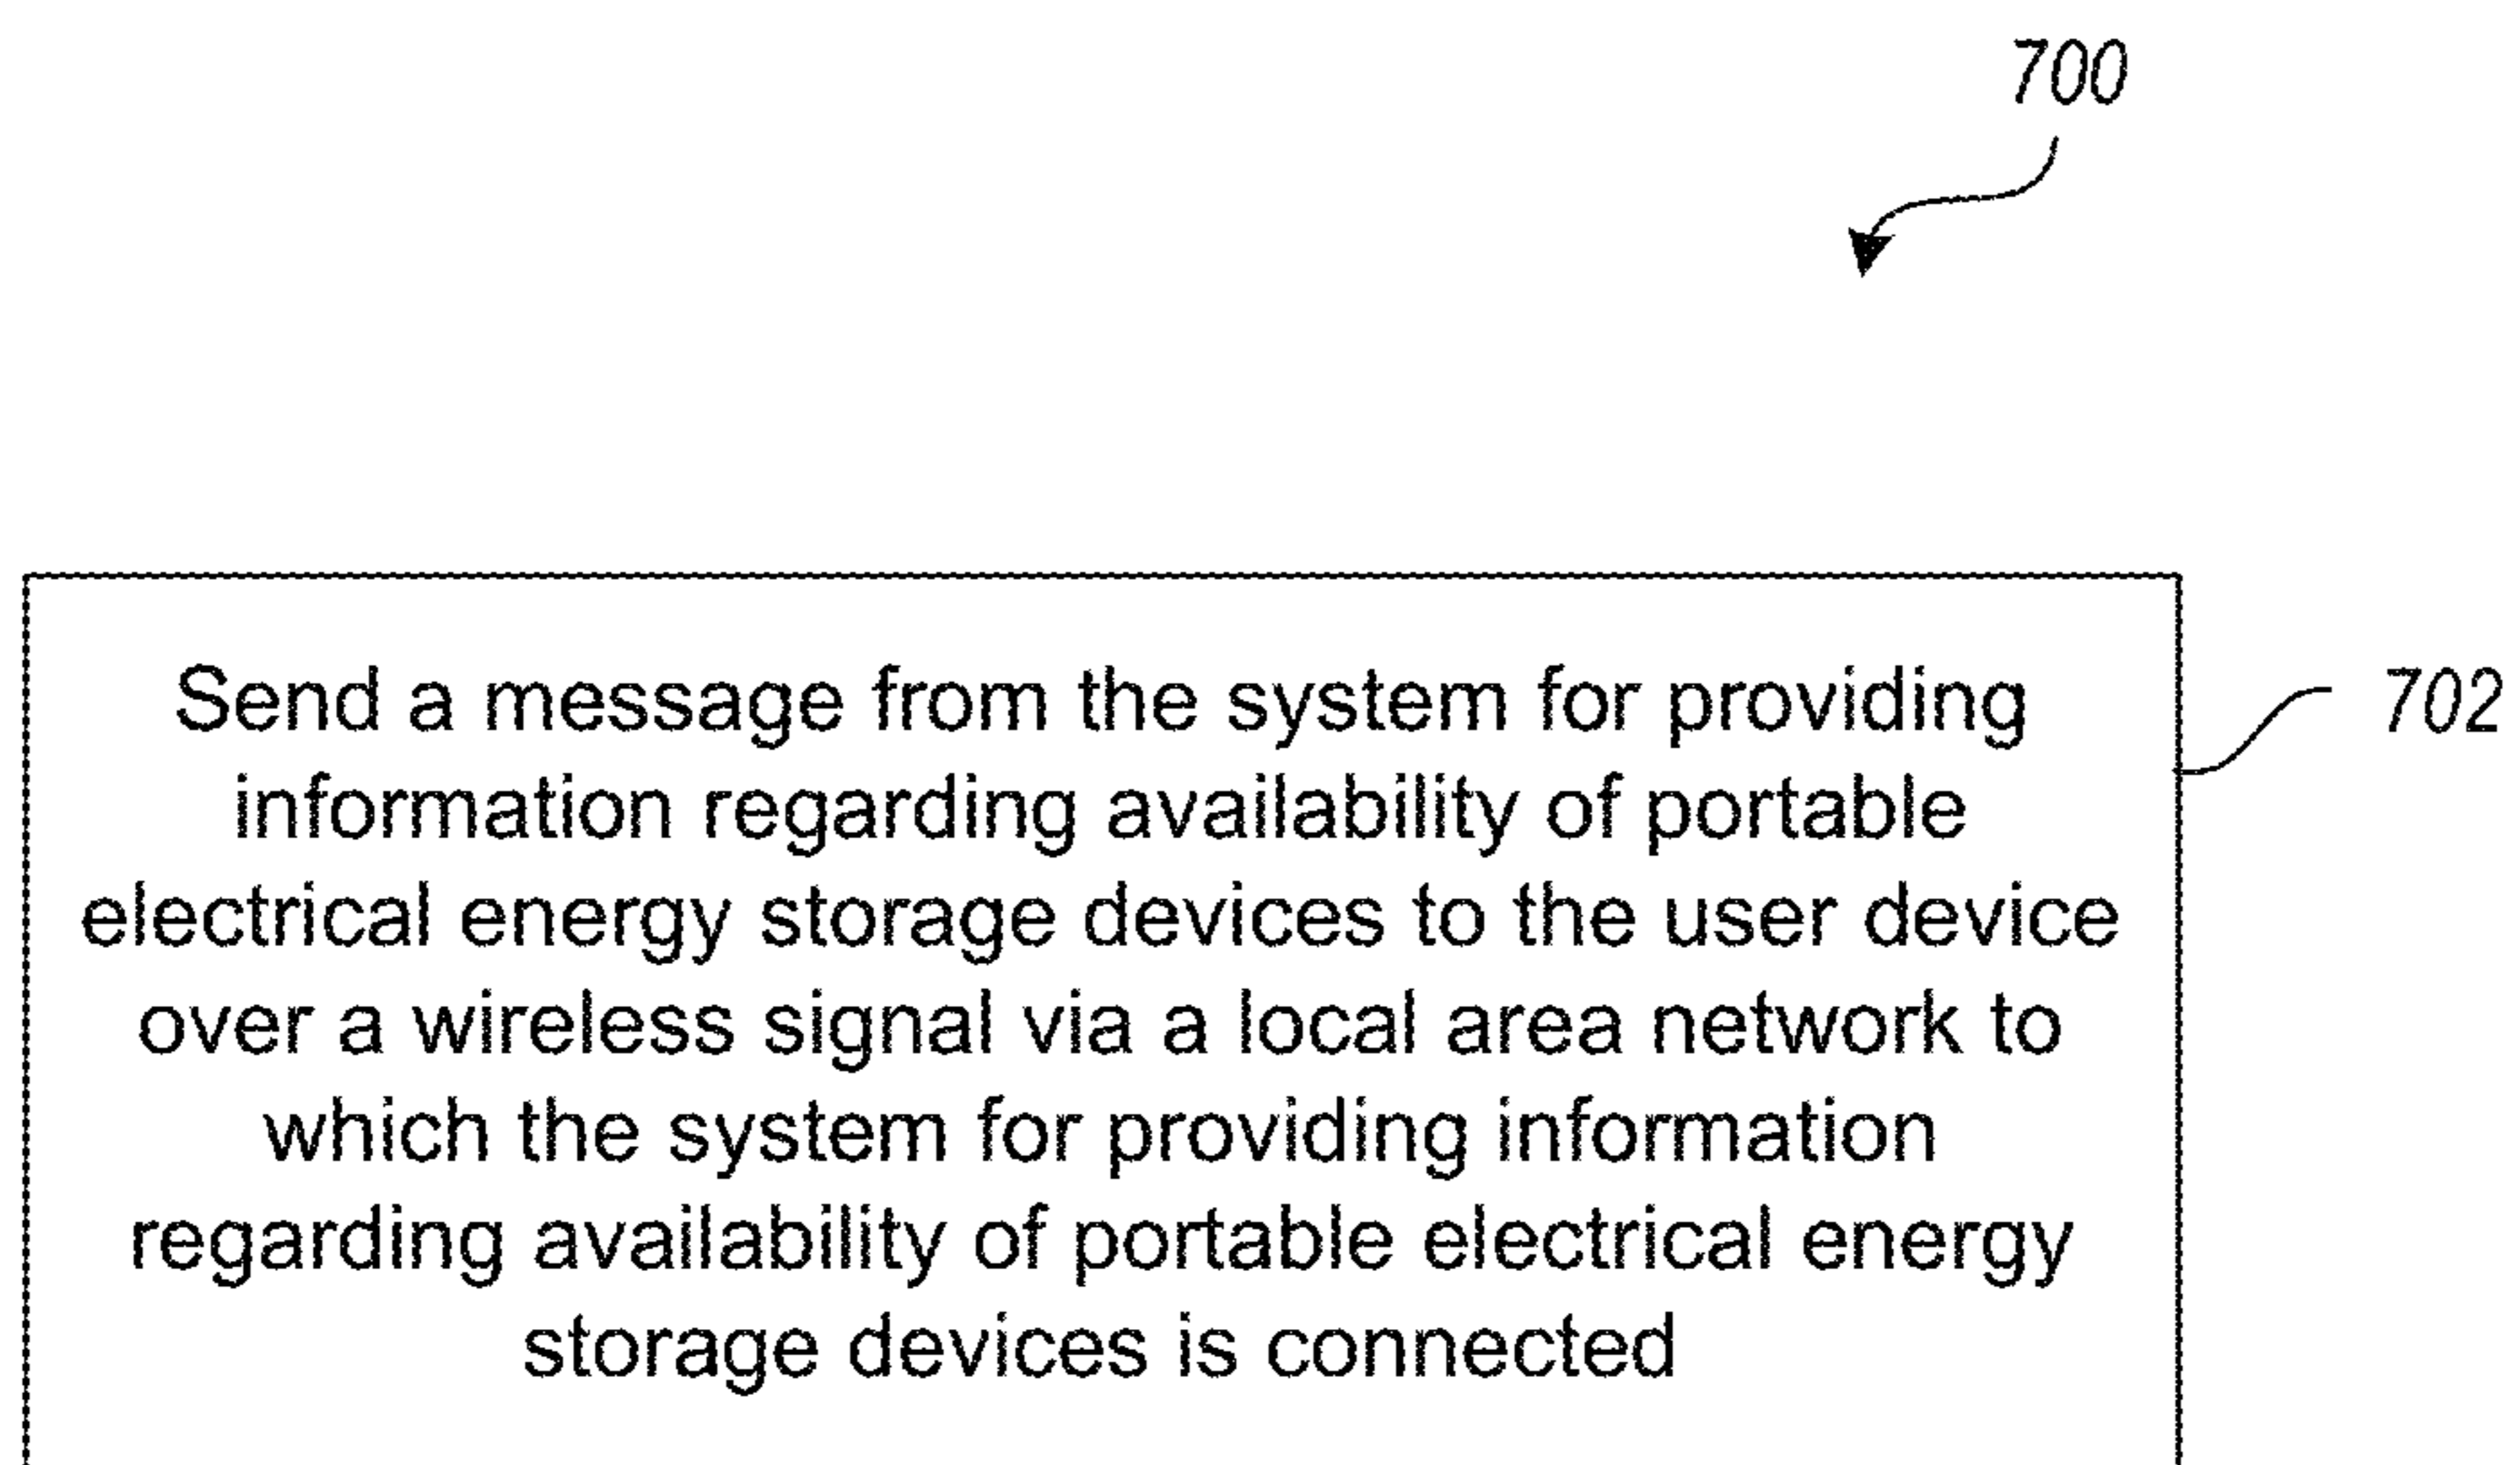 700
Send a message from the system for providing
702
information regarding availability of portable
electrical energy storage devices to the user device
over a wireless signal via a local area network to
which the system for providing information
regarding availability of portable electrical energy
storage devices is connected